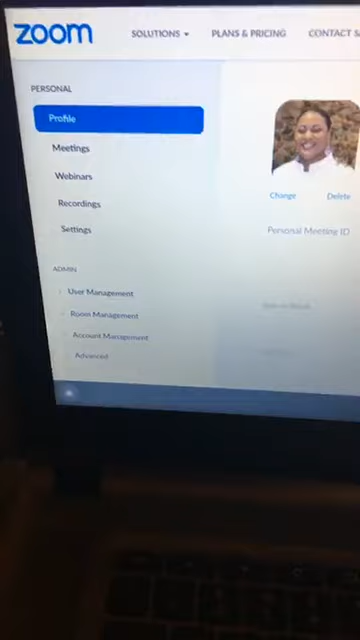 zoom
SOLUTIONS
PLANS & PRICING
CONTACT
PERSONAL
Profile
Change
Delete
Meetings
Webinars
Recordings
Settings
Personal Meeting ID
ADMIN
User Management
Room Management
Account Management
Advanced